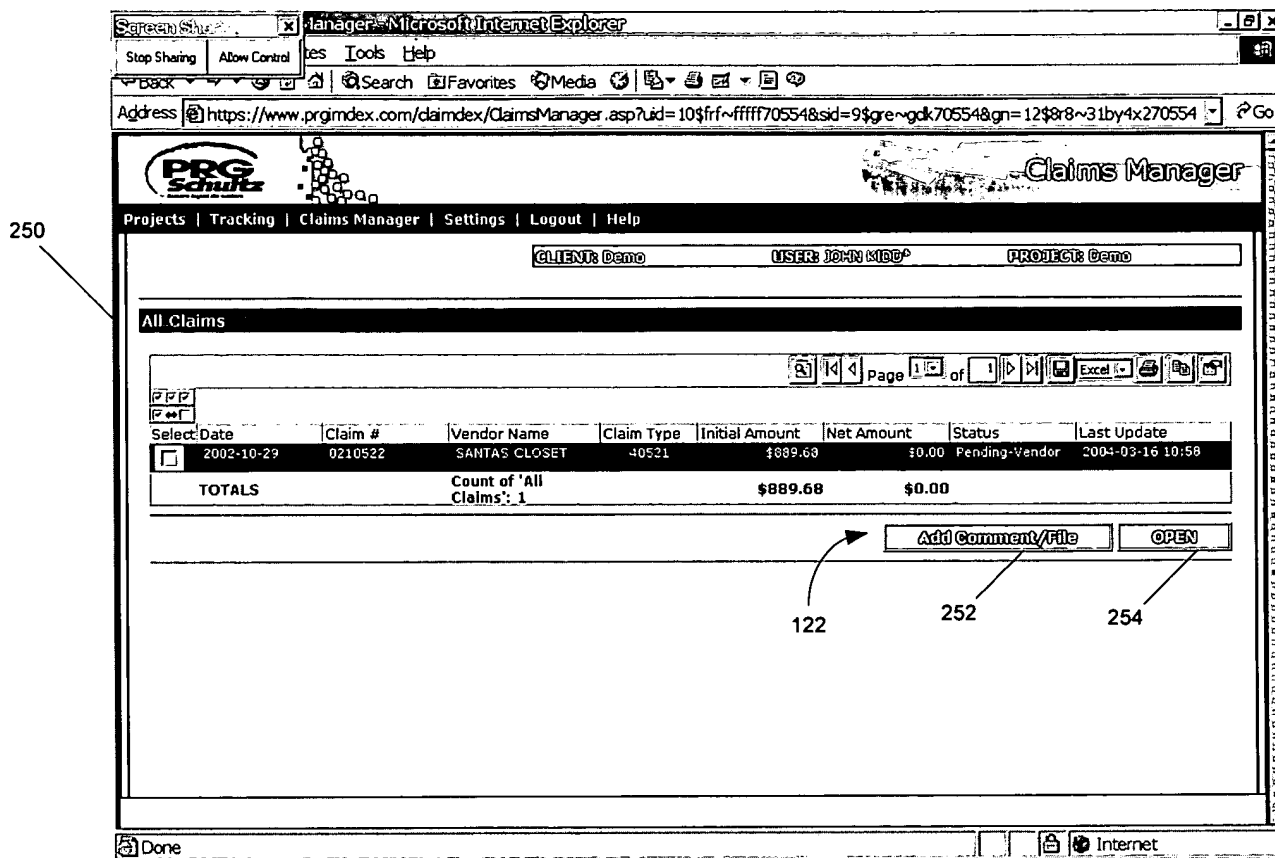 Manager - Microsoft Internet Explorer
Stop Sharing Allow Control
Tools Help
Back Search Favorites Media
Address https://www.prgimdex.com/claimdex/ClaimsManager.asp?uid=10$frf~fffff70554&sid=9$gre~gdk70554&gn=12$8r8~31by4x270554 Go
PRG
Schultz
Claims Manager
Projects | Tracking | Claims Manager | Settings | Logout | Help
250
CLIENT: Demo USER: JOHN KIDD PROJECT: Demo
All Claims
Page 1 of 1 Excel
Select Date Claim # Vendor Name Claim Type Initial Amount Net Amount Status Last Update
2002-10-29 0210522 SANTAS CLOSET 40521 $889.68 $0.00 Pending-Vendor 2004-03-16 10:58
TOTALS Count of 'All Claims': 1 $889.68 $0.00
Add Comment/File OPEN
122 252 254
Done Internet